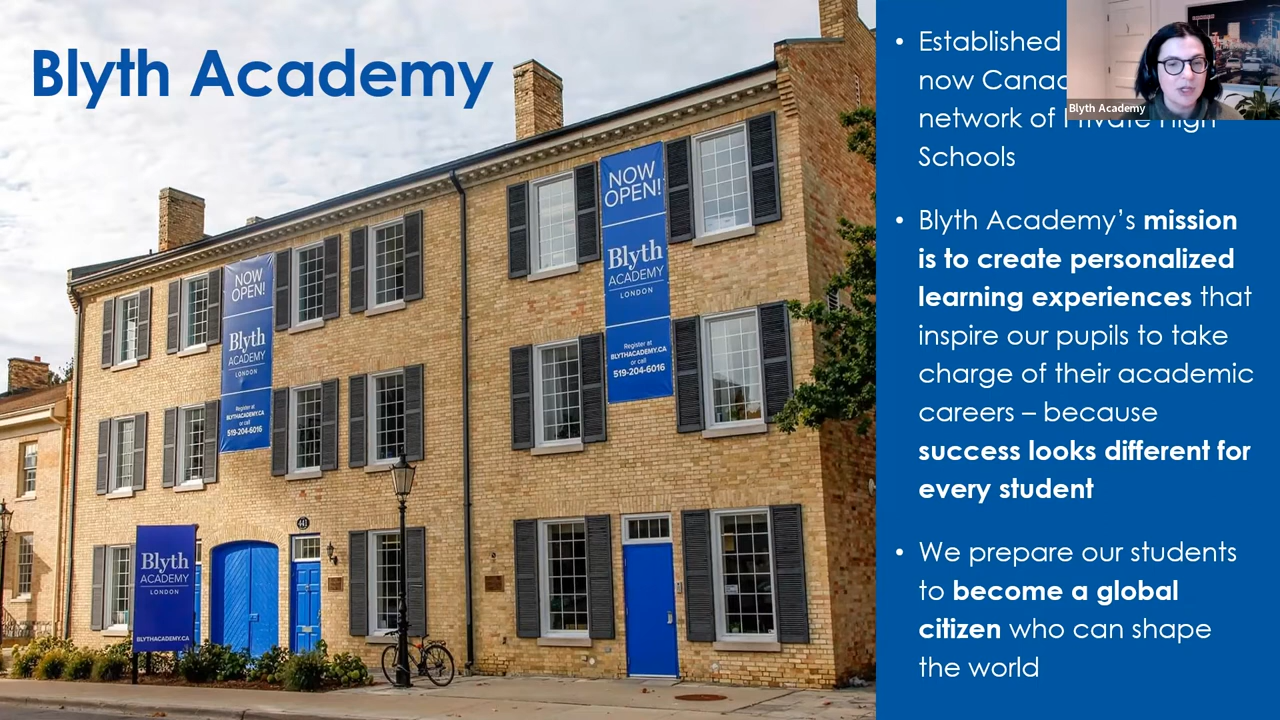 Blyth Academy
• Established
now Canad
network of Private High
Schools
• Blyth Academy's mission
is to create personalized
learning experiences that
inspire our pupils to take
charge of their academic
careers – because
success looks different for
every student
• We prepare our students
to become a global
citizen who can shape
the world
Blyth Academy
NOW
OPEN!
Blyth
ACADEMY
LONDON
Register at
BLYTHACADEMY.CA
or call
519-204-6016
NOW
OPEN!
Blyth
ACADEMY
LONDON
Register at
BLYTHACADEMY.CA
or call
519-204-6016
441
Blyth
ACADEMY
LONDON
BLYTHACADEMY.CA